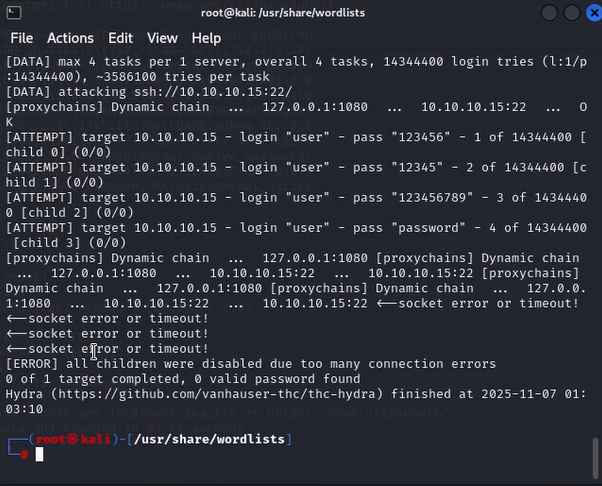 root@kali: /usr/share/wordlists
File Actions Edit View Help
[DATA] max 4 tasks per 1 server, overall 4 tasks, 14344400 login tries (l:1/p
:14344400), ~3586100 tries per task
[DATA] attacking ssh://10.10.10.15:22/
[proxychains] Dynamic chain ... 127.0.0.1:1080 ... 10.10.10.15:22 ... O
K
[ATTEMPT] target 10.10.10.15 - login "user" - pass "123456" - 1 of 14344400 [
child 0] (0/0)
[ATTEMPT] target 10.10.10.15 - login "user" - pass "12345" - 2 of 14344400 [c
hild 1] (0/0)
[ATTEMPT] target 10.10.10.15 - login "user" - pass "123456789" - 3 of 1434440
0 [child 2] (0/0)
[ATTEMPT] target 10.10.10.15 - login "user" - pass "password" - 4 of 14344400
[child 3] (0/0)
[proxychains] Dynamic chain ... 127.0.0.1:1080 [proxychains] Dynamic chain
... 127.0.0.1:1080 ... 10.10.10.15:22 ... 10.10.10.15:22 [proxychains]
Dynamic chain ... 127.0.0.1:1080 [proxychains] Dynamic chain ... 127.0.0.
1:1080 ... 10.10.10.15:22 ... 10.10.10.15:22 <--socket error or timeout!
<--socket error or timeout!
<--socket error or timeout!
<--socket error or timeout!
[ERROR] all children were disabled due too many connection errors
0 of 1 target completed, 0 valid password found
Hydra (https://github.com/vanhauser-thc/thc-hydra) finished at 2025-11-07 01:
03:10
┌──(root㉿kali)-[/usr/share/wordlists]
└─#